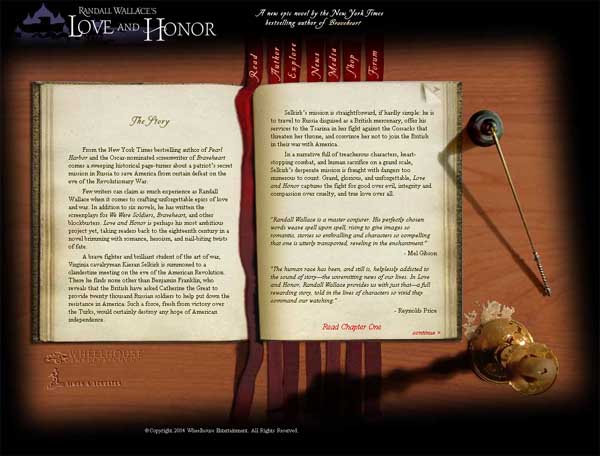 RANDALL WALLACE'S
LOVE AND HONOR
A new epic novel by the New York Times
bestselling author of Braveheart
Read
Author
Explore
News
Media
Shop
Forum
The Story
From the New York Times bestselling author of Pearl
Harbor and the Oscar-nominated screenwriter of Braveheart
comes a sweeping historical page-turner about a patriot's secret
mission in Russia to save America from certain defeat on the
eve of the Revolutionary War.
Few writers can claim as much experience as Randall
Wallace when it comes to crafting unforgettable epics of love
and war. In addition to six novels, he has written the
screenplays for We Were Soldiers, Braveheart, and other
blockbusters. Love and Honor is perhaps his most ambitious
project yet, taking readers back to the eighteenth century in a
novel brimming with romance, heroism, and nail-biting twists
of fate.
A brave fighter and brilliant student of the art of war,
Virginia cavalryman Kieran Selkirk is summoned to a
clandestine meeting on the eve of the American Revolution.
There he finds none other than Benjamin Franklin, who
reveals that the British have asked Catherine the Great to
provide twenty thousand Russian soldiers to help put down the
resistance in America. Such a force, fresh from victory over
the Turks, would certainly destroy any hope of American
independence.
Selkirk's mission is straightforward, if hardly simple: he is
to travel to Russia disguised as a British mercenary, offer his
services to the Tsarina in her fight against the Cossacks that
threaten her throne, and convince her not to join the British
in their war with America.
In a narrative full of treacherous characters, heart-
stopping combat, and human sacrifice on a grand scale,
Selkirk's desperate mission is fraught with dangers too
numerous to count. Grand, glorious, and unforgettable, Love
and Honor captures the fight for good over evil, integrity and
compassion over cruelty, and true love over all.
"Randall Wallace is a master conjurer. His perfectly chosen
words weave spell upon spell, rising to give images so
romantic, stories so enthralling and characters so compelling
that one is utterly transported, reveling in the enchantment."
- Mel Gibson
"The human race has been, and still is, helplessly addicted to
the sound of story—the unremitting news of our lives. In Love
and Honor, Randall Wallace provides us with just that—a full
rewarding story, told in the lives of characters so vivid they
command our watching."
- Reynolds Price
Read Chapter One
continue >
WHEELHOUSE
SIMON & SCHUSTER
© Copyright 2004 Wheelhouse Entertainment. All Rights Reserved.